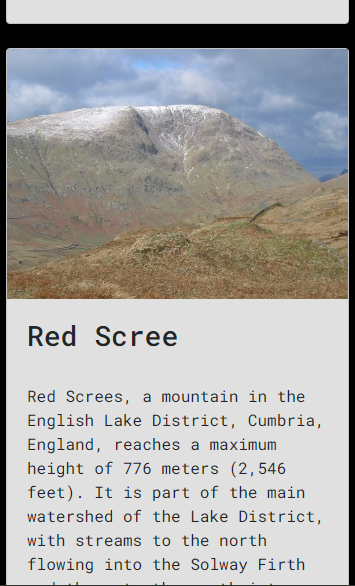 Red Scree
Red Screes, a mountain in the
English Lake District, Cumbria,
England, reaches a maximum
height of 776 meters (2,546
feet). It is part of the main
watershed of the Lake District,
with streams to the north
flowing into the Solway Firth